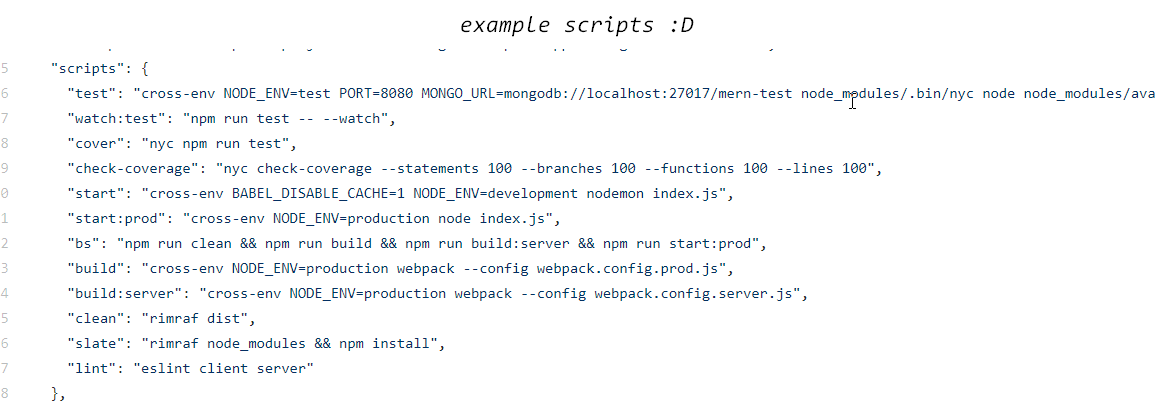 example scripts :D
5 "scripts": {
6 "test": "cross-env NODE_ENV=test PORT=8080 MONGO_URL=mongodb://localhost:27017/mern-test node_modules/.bin/nyc node node_modules/ava
7 "watch:test": "npm run test -- --watch",
8 "cover": "nyc npm run test",
9 "check-coverage": "nyc check-coverage --statements 100 --branches 100 --functions 100 --lines 100",
0 "start": "cross-env BABEL_DISABLE_CACHE=1 NODE_ENV=development nodemon index.js",
1 "start:prod": "cross-env NODE_ENV=production node index.js",
2 "bs": "npm run clean && npm run build && npm run build:server && npm run start:prod",
3 "build": "cross-env NODE_ENV=production webpack --config webpack.config.prod.js",
4 "build:server": "cross-env NODE_ENV=production webpack --config webpack.config.server.js",
5 "clean": "rimraf dist",
6 "slate": "rimraf node_modules && npm install",
7 "lint": "eslint client server"
8 },